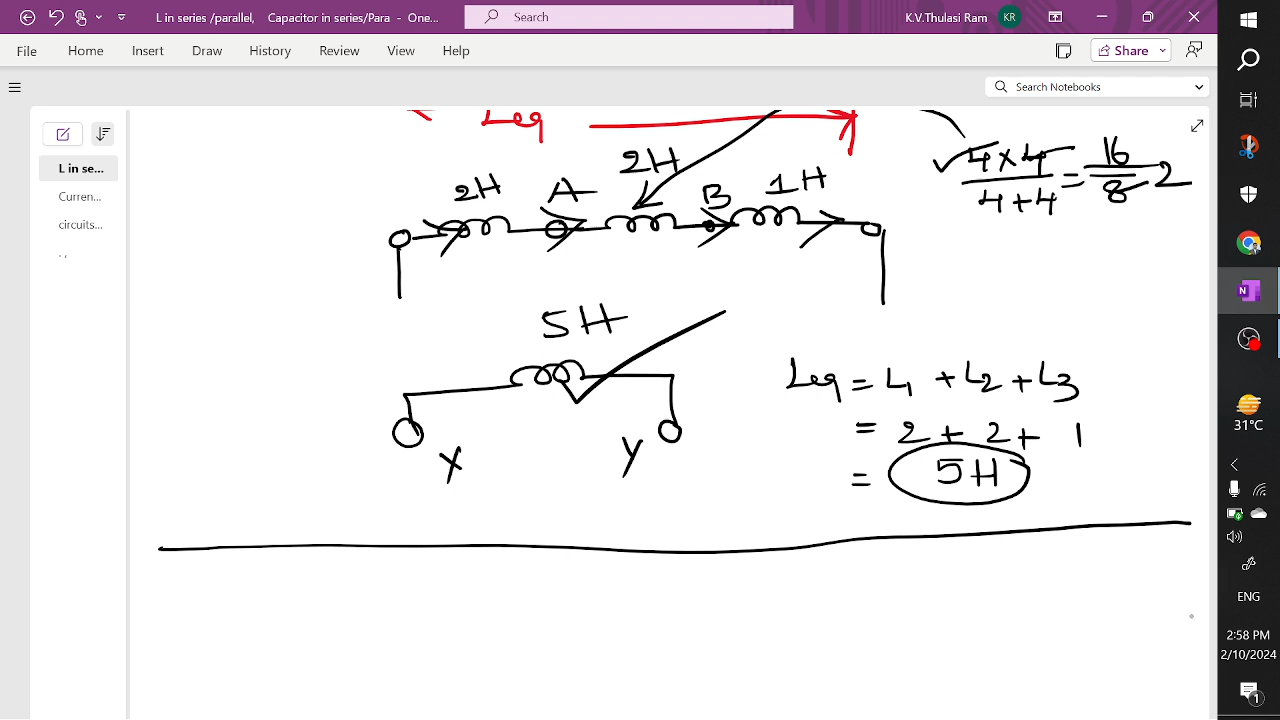 L in series /parallel, Capacitor in series/Para - One...
Search
K.V.Thulasi Ram
KR
File Home Insert Draw History Review View Help
Share
Search Notebooks
L in se...
Curren...
circuits...
. ,
Leq
2H A 2H B 1H
4 x 4 = 16 2
4 + 4 8
5H
X Y
Leq = L1 + L2 + L3
= 2 + 2 + 1
= 5H
31°C
ENG
2:58 PM
2/10/2024
1